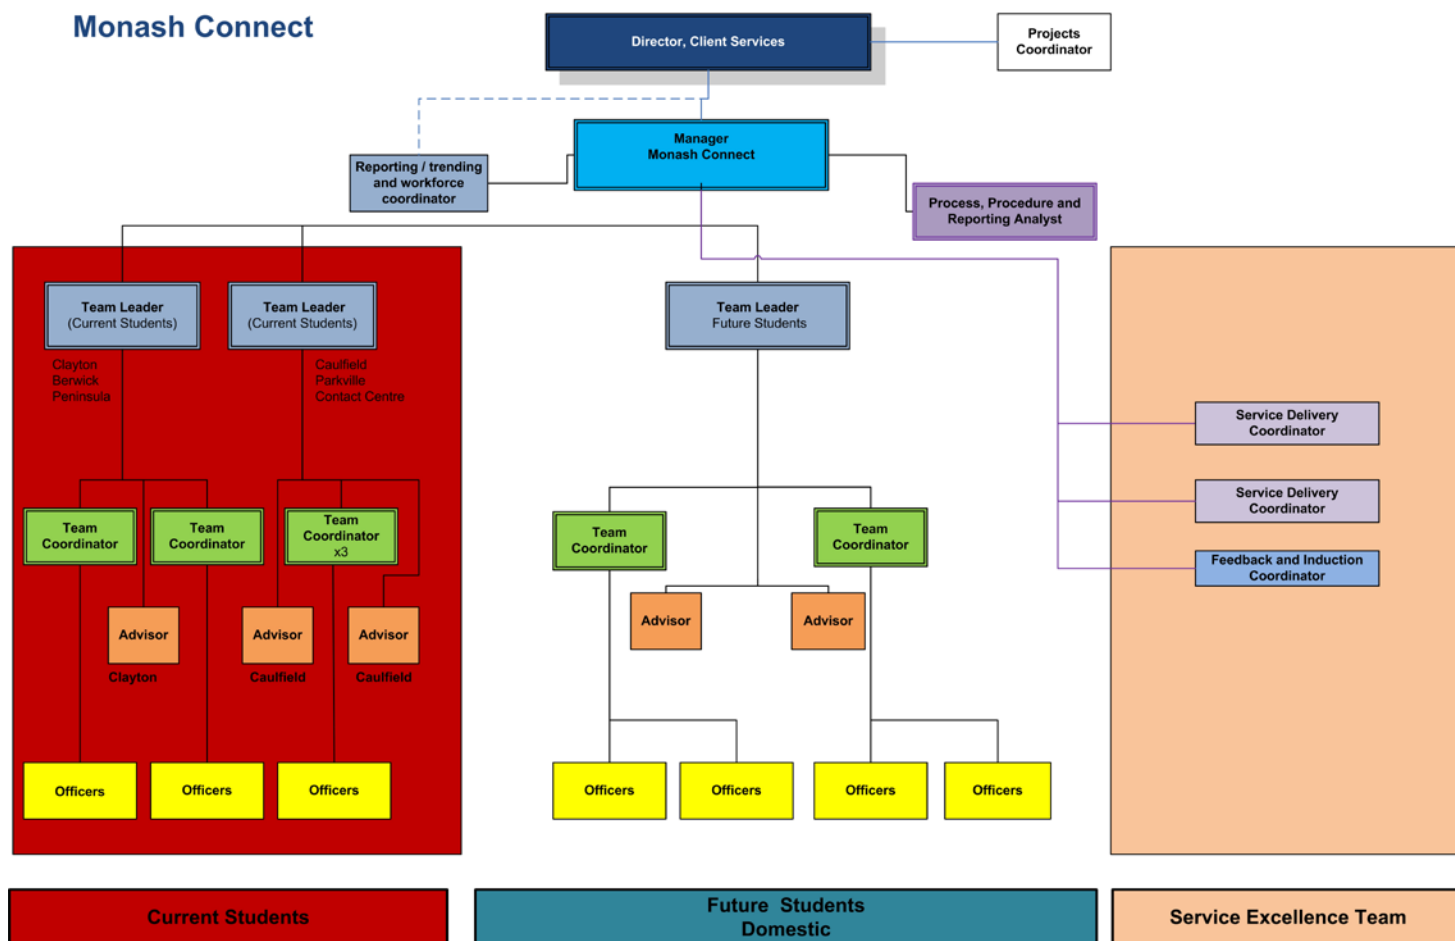 Monash Connect
Director, Client Services
Projects
Coordinator
Manager
Monash Connect
Reporting / trending
and workforce
coordinator
Process, Procedure and
Reporting Analyst
Team Leader
(Current Students)
Team Leader
(Current Students)
Team Leader
Future Students
Clayton
Berwick
Peninsula
Caulfield
Parkville
Contact Centre
Service Delivery
Coordinator
Service Delivery
Coordinator
Feedback and Induction
Coordinator
Team
Coordinator
Team
Coordinator
Team
Coordinator
x3
Team
Coordinator
Team
Coordinator
Advisor
Clayton
Advisor
Caulfield
Advisor
Caulfield
Advisor
Advisor
Officers
Officers
Officers
Officers
Officers
Officers
Officers
Current Students
Future Students
Domestic
Service Excellence Team